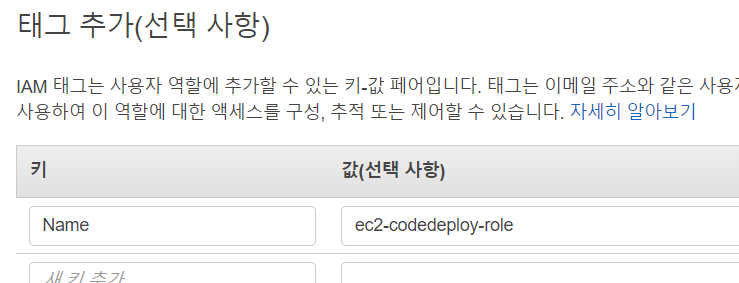 태그 추가(선택 사항)
IAM 태그는 사용자 역할에 추가할 수 있는 키-값 페어입니다. 태그는 이메일 주소와 같은 사용자
사용하여 이 역할에 대한 액세스를 구성, 추적 또는 제어할 수 있습니다. 자세히 알아보기
키 값(선택 사항)
Name ec2-codedeploy-role
새 키 추가